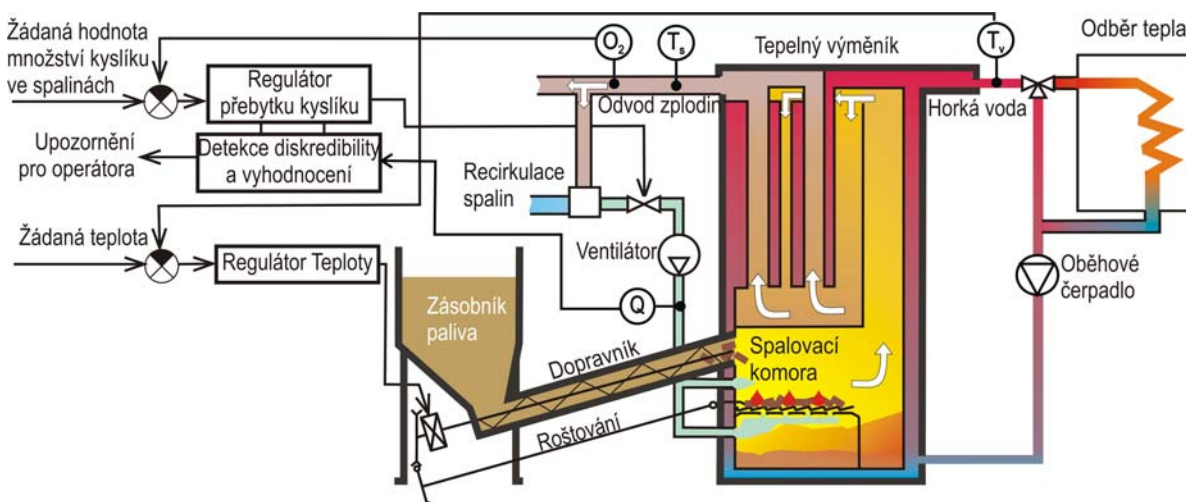 Žádaná hodnota
množství kyslíku
ve spalinách
Regulátor
přebytku kyslíku
Upozornění
pro operátora
Detekce diskredibility
a vyhodnocení
Žádaná teplota
Regulátor Teploty
O2
Ts
Odvod zplodin
Recirkulace
spalin
Ventilátor
Q
Zásobník
paliva
Dopravník
Roštování
Tepelný výměník
Spalovací
komora
Tv
Horká voda
Odběr tepla
Oběhové
čerpadlo